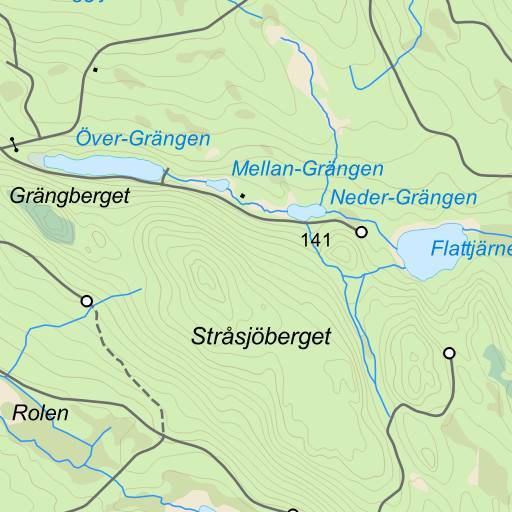 Över-Grängen
Mellan-Grängen
Grängberget
Neder-Grängen
141
Flattjärne
Stråsjöberget
Rolen